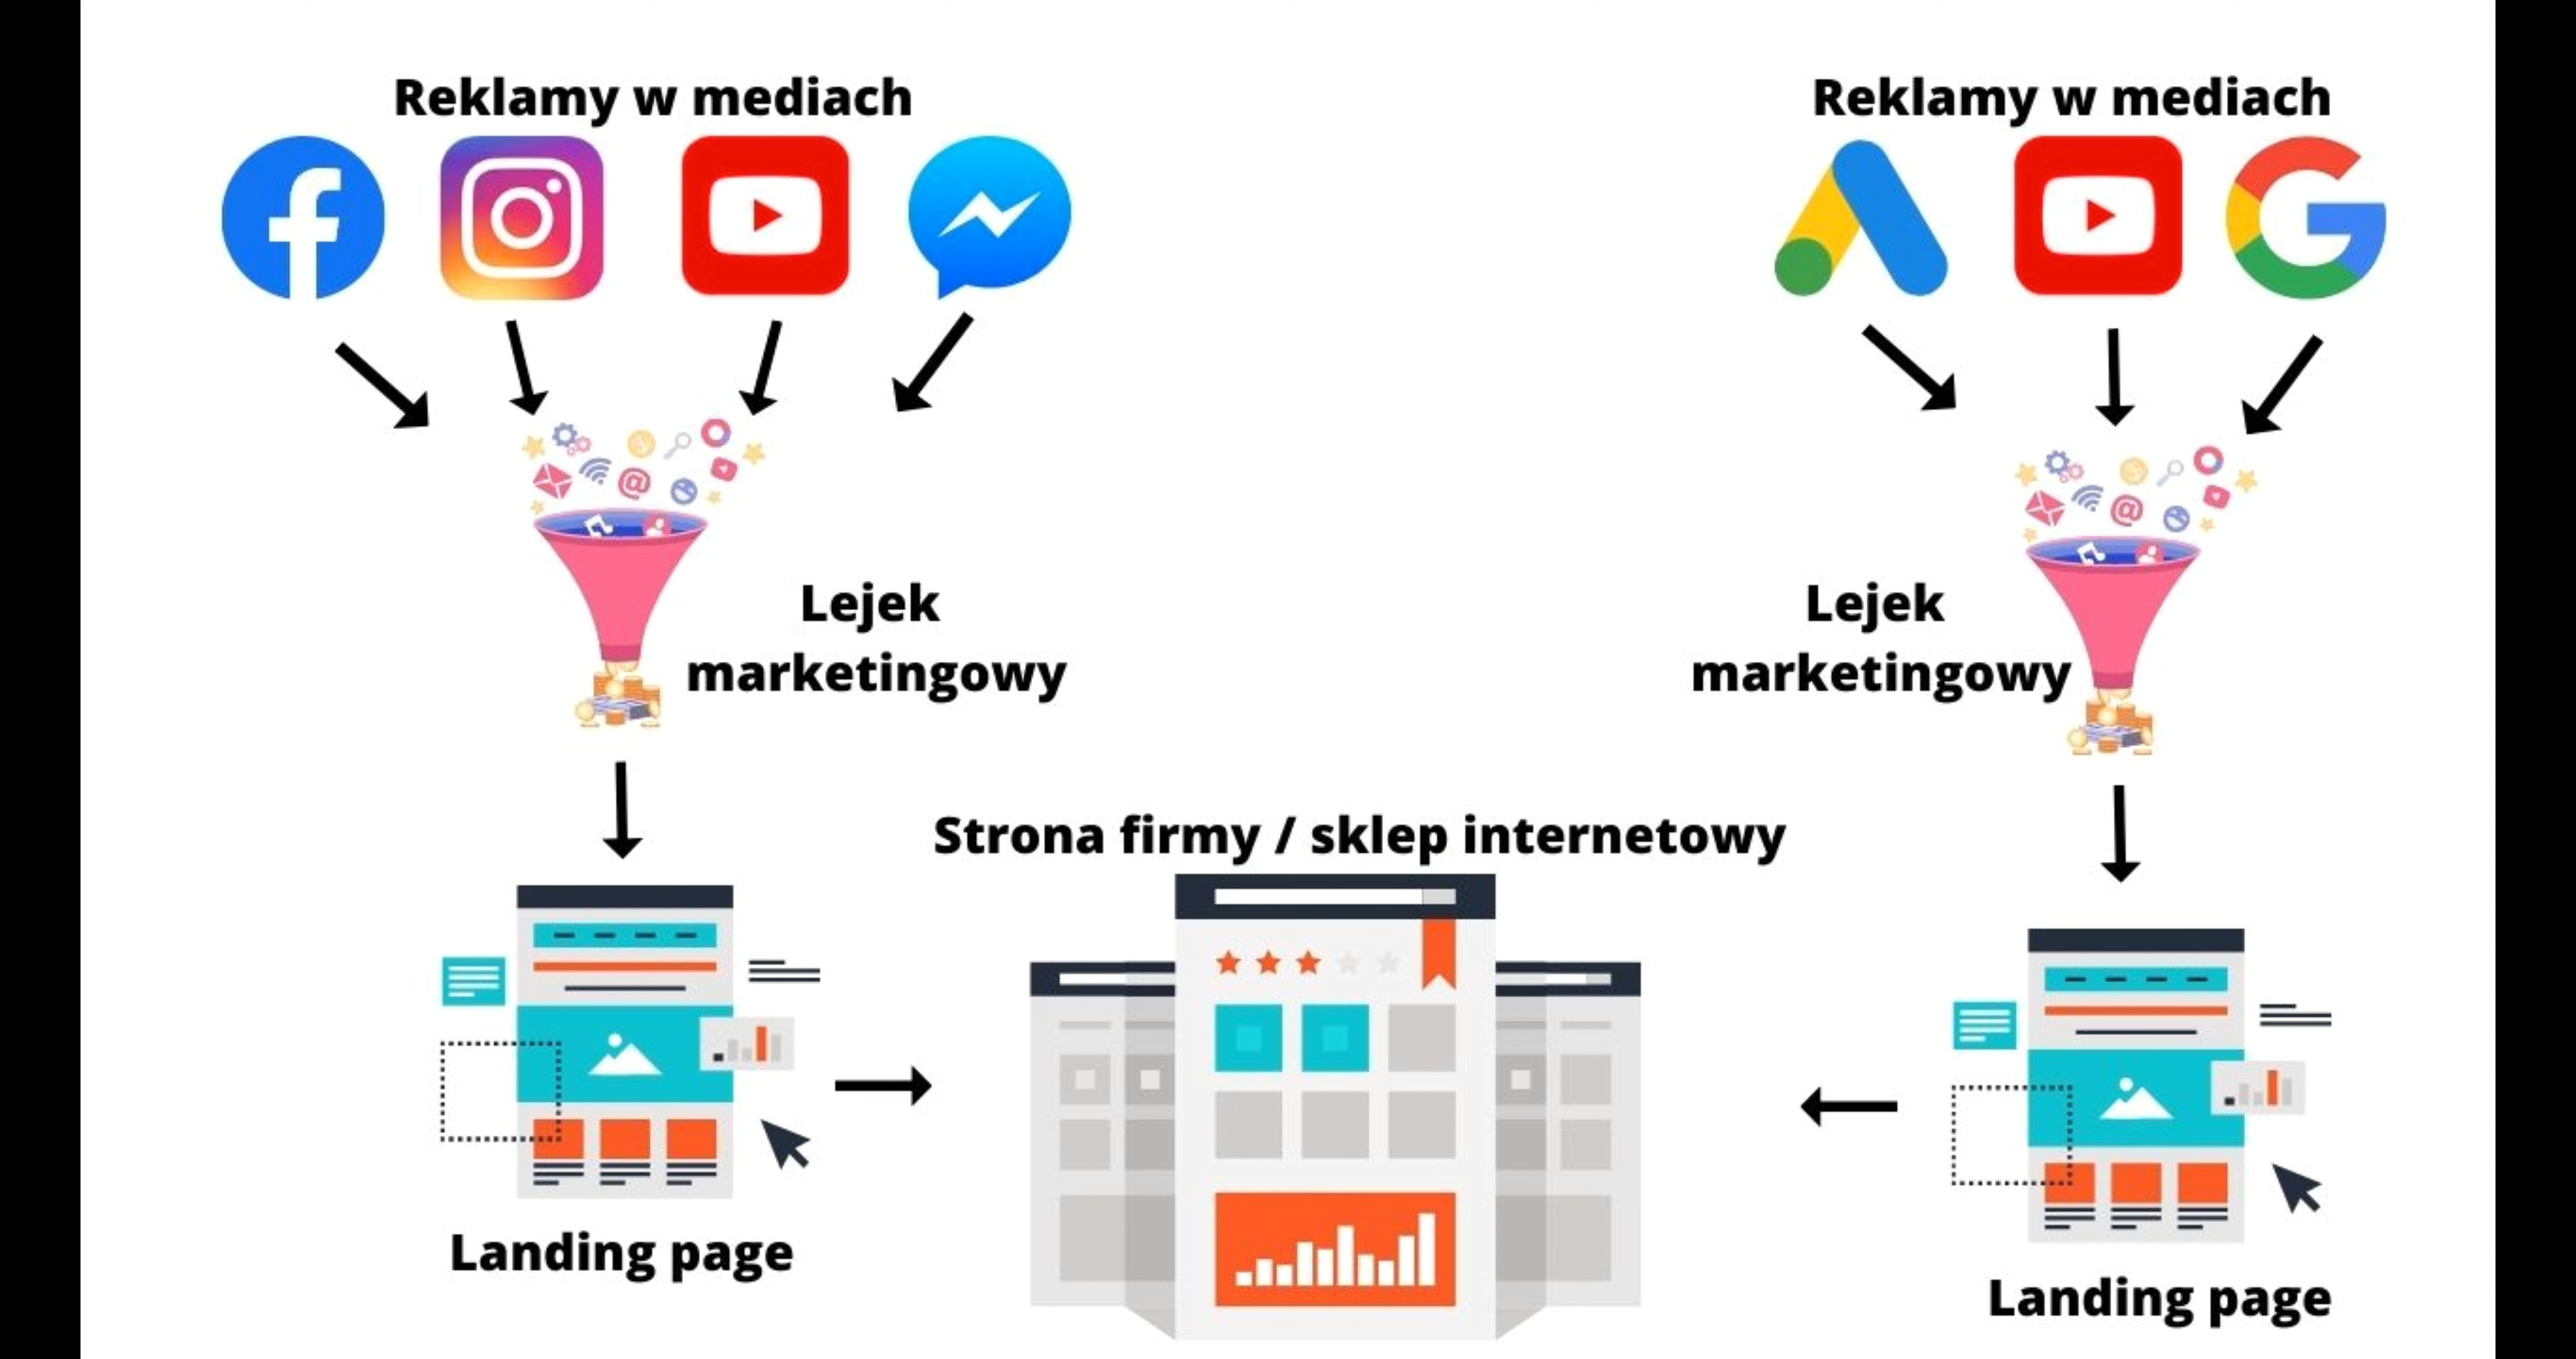 Reklamy w mediach
Reklamy w mediach
Lejek
marketingowy
Lejek
marketingowy
Strona firmy / sklep internetowy
Landing page
Landing page